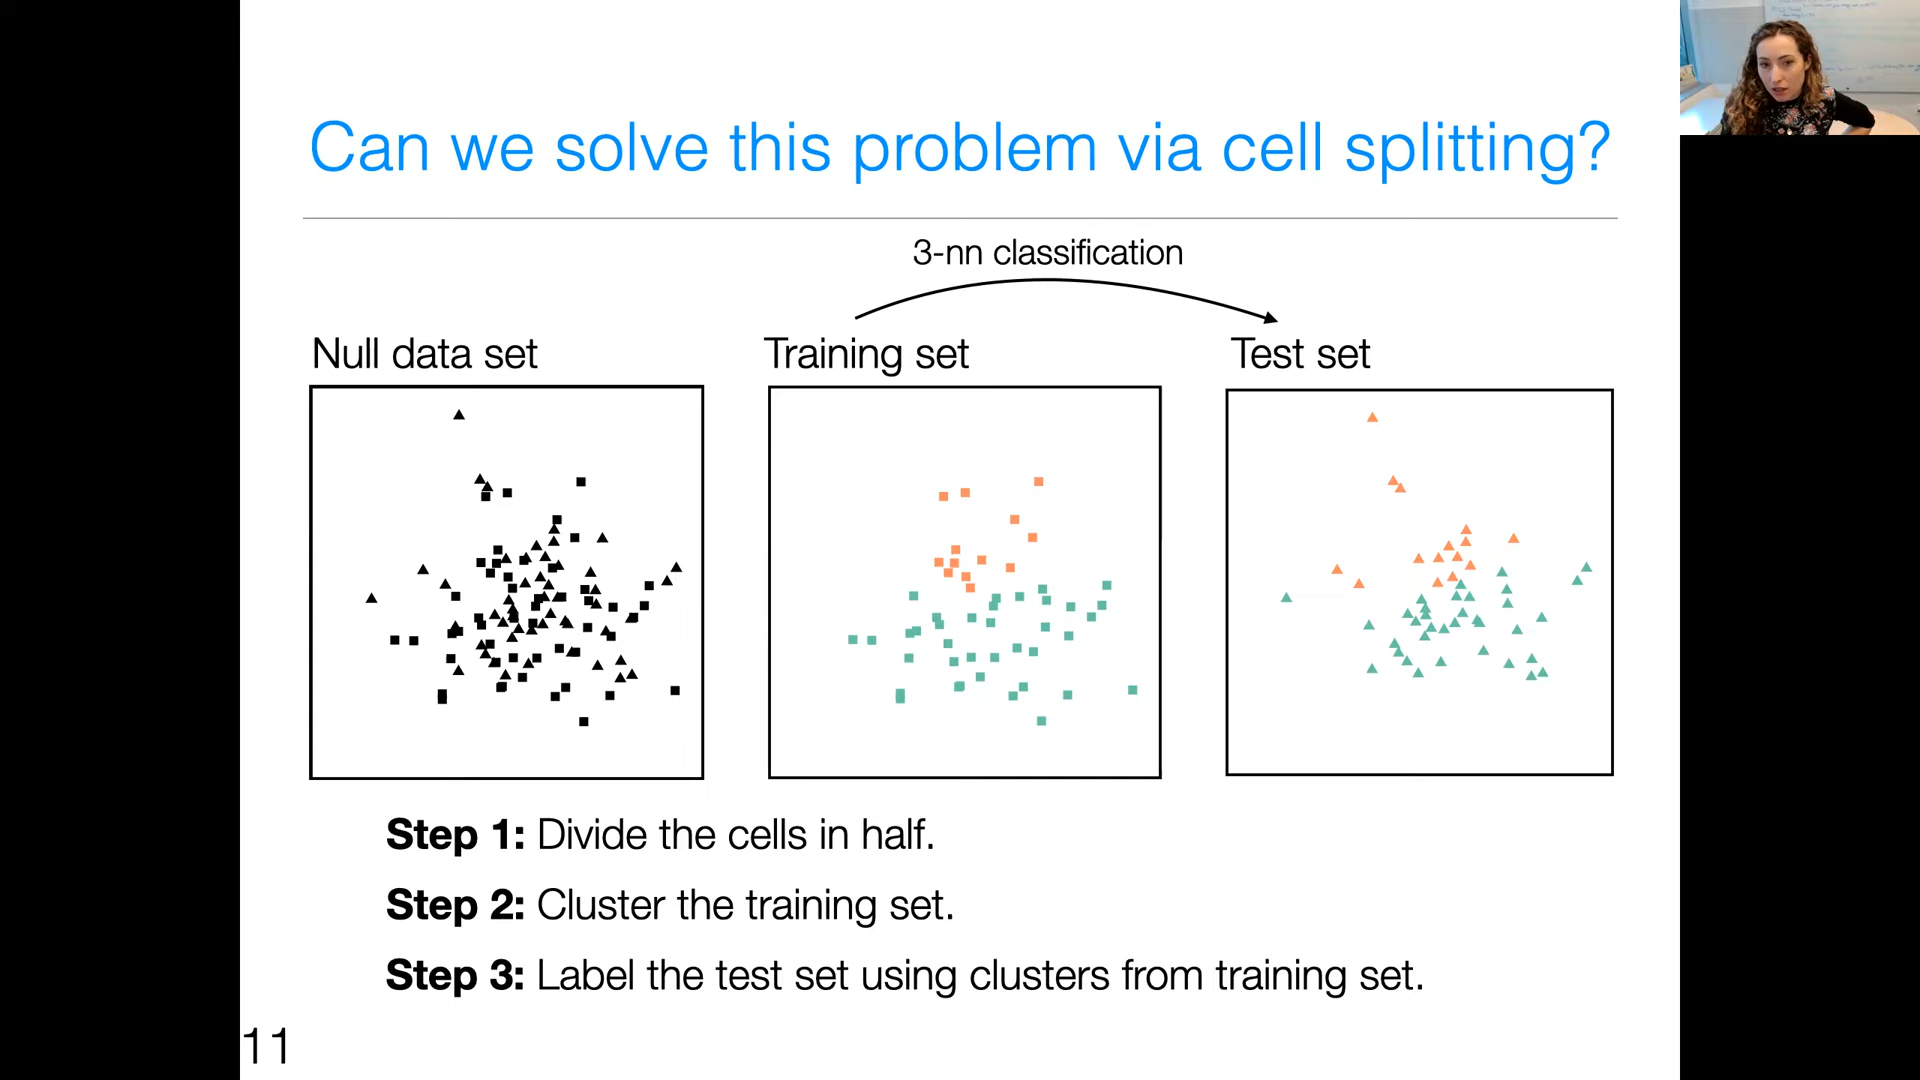 Can we solve this problem via cell splitting?
3-nn classification
Null data set
Training set
Test set
Step 1: Divide the cells in half.
Step 2: Cluster the training set.
Step 3: Label the test set using clusters from training set.
11